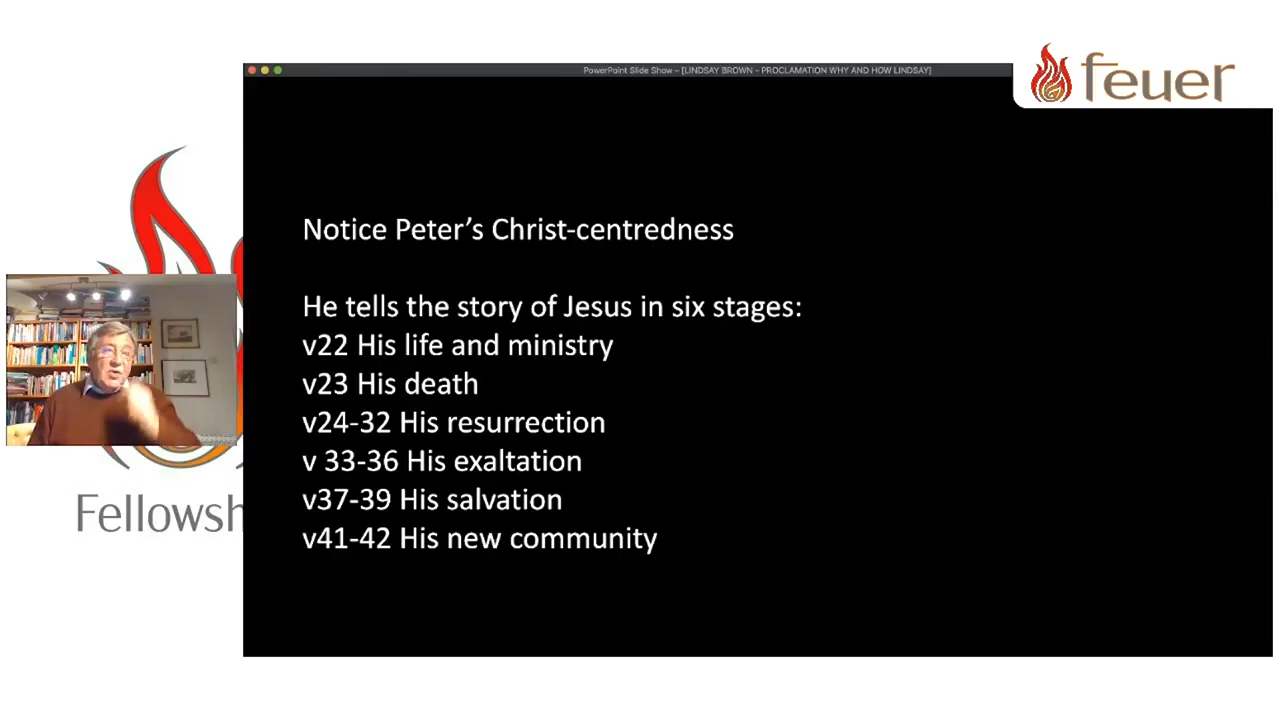 PowerPoint Slide Show – [LINDSAY BROWN - PROCLAMATION WHY AND HOW LINDSAY]
feuer
Notice Peter’s Christ-centredness
He tells the story of Jesus in six stages:
v22 His life and ministry
v23 His death
v24-32 His resurrection
v 33-36 His exaltation
v37-39 His salvation
v41-42 His new community
Fellowsh